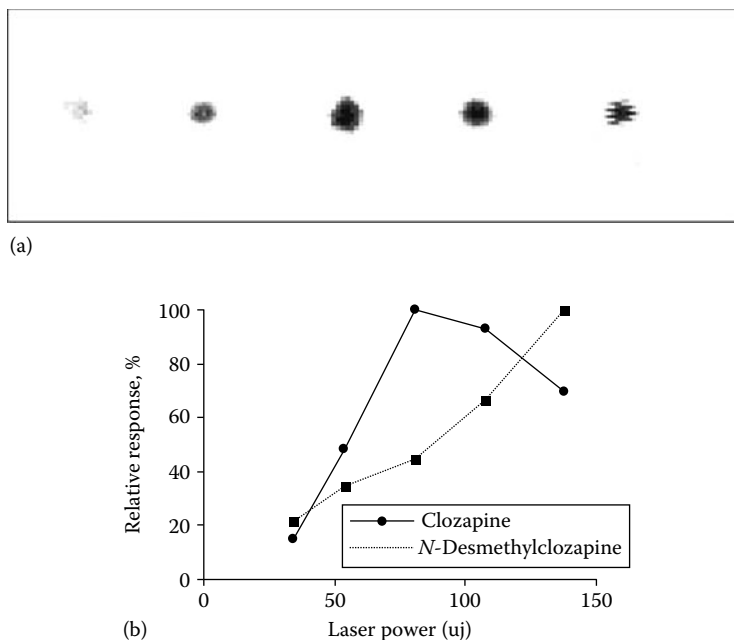 (a)
100
80
60
40
20
0
Relative response, %
Clozapine
N-Desmethylclozapine
0 50 100 150
(b)
Laser power (uj)